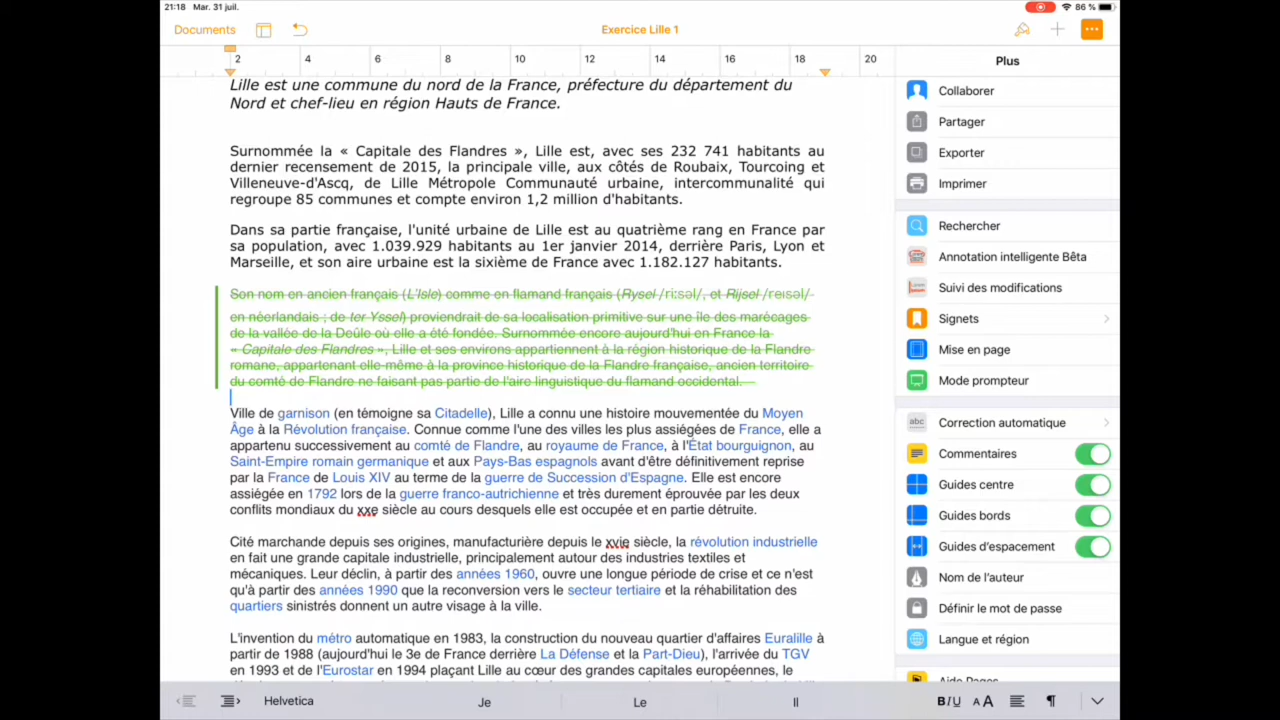 21:18 Mar. 31 juil.
86 %
Documents
Exercice Lille 1
2 4 6 8 10 12 14 16 18 20
Lille est une commune du nord de la France, préfecture du département du
Nord et chef-lieu en région Hauts de France.
Surnommée la « Capitale des Flandres », Lille est, avec ses 232 741 habitants au
dernier recensement de 2015, la principale ville, aux côtés de Roubaix, Tourcoing et
Villeneuve-d'Ascq, de Lille Métropole Communauté urbaine, intercommunalité qui
regroupe 85 communes et compte environ 1,2 million d'habitants.
Dans sa partie française, l'unité urbaine de Lille est au quatrième rang en France par
sa population, avec 1.039.929 habitants au 1er janvier 2014, derrière Paris, Lyon et
Marseille, et son aire urbaine est la sixième de France avec 1.182.127 habitants.
Son nom en ancien français (L'Isle) comme en flamand français (Rysel /riːsəl/, et Rijsel /rɛɪsəl/
en néerlandais ; de ter Yssel) proviendrait de sa localisation primitive sur une île des marécages
de la vallée de la Deûle où elle a été fondée. Surnommée encore aujourd'hui en France la
« Capitale des Flandres », Lille et ses environs appartiennent à la région historique de la Flandre
romane, appartenant elle-même à la province historique de la Flandre française, ancien territoire
du comté de Flandre ne faisant pas partie de l'aire linguistique du flamand occidental.
Ville de garnison (en témoigne sa Citadelle), Lille a connu une histoire mouvementée du Moyen
Âge à la Révolution française. Connue comme l'une des villes les plus assiégées de France, elle a
appartenu successivement au comté de Flandre, au royaume de France, à l'État bourguignon, au
Saint-Empire romain germanique et aux Pays-Bas espagnols avant d'être définitivement reprise
par la France de Louis XIV au terme de la guerre de Succession d'Espagne. Elle est encore
assiégée en 1792 lors de la guerre franco-autrichienne et très durement éprouvée par les deux
conflits mondiaux du xxe siècle au cours desquels elle est occupée et en partie détruite.
Cité marchande depuis ses origines, manufacturière depuis le xvie siècle, la révolution industrielle
en fait une grande capitale industrielle, principalement autour des industries textiles et
mécaniques. Leur déclin, à partir des années 1960, ouvre une longue période de crise et ce n'est
qu'à partir des années 1990 que la reconversion vers le secteur tertiaire et la réhabilitation des
quartiers sinistrés donnent un autre visage à la ville.
L'invention du métro automatique en 1983, la construction du nouveau quartier d'affaires Euralille à
partir de 1988 (aujourd'hui le 3e de France derrière La Défense et la Part-Dieu), l'arrivée du TGV
en 1993 et de l'Eurostar en 1994 plaçant Lille au cœur des grandes capitales européennes, le
Plus
Collaborer
Partager
Exporter
Imprimer
Rechercher
Annotation intelligente Bêta
Suivi des modifications
Signets
Mise en page
Mode prompteur
abc Correction automatique
Commentaires
Guides centre
Guides bords
Guides d'espacement
Nom de l'auteur
Définir le mot de passe
Langue et région
Aide Pages
Helvetica
Je
Le
Il
B I U
A A
¶